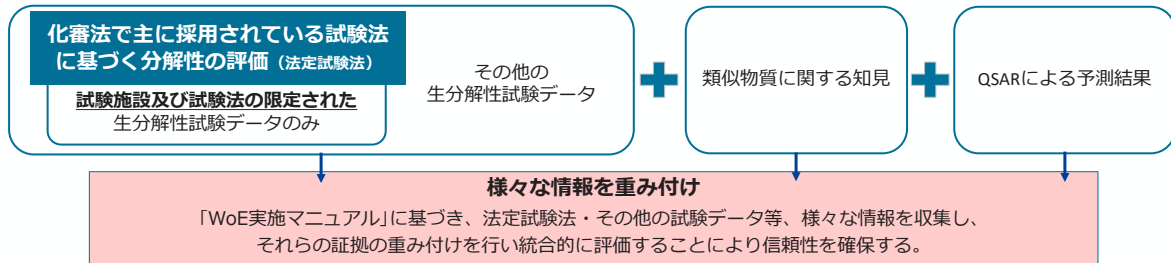 化審法で主に採用されている試験法
に基づく分解性の評価（法定試験法）
試験施設及び試験法の限定された
生分解性試験データのみ
その他の
生分解性試験データ
類似物質に関する知見
QSARによる予測結果
様々な情報を重み付け
「WoE実施マニュアル」に基づき、法定試験法・その他の試験データ等、様々な情報を収集し、
それらの証拠の重み付けを行い統合的に評価することにより信頼性を確保する。